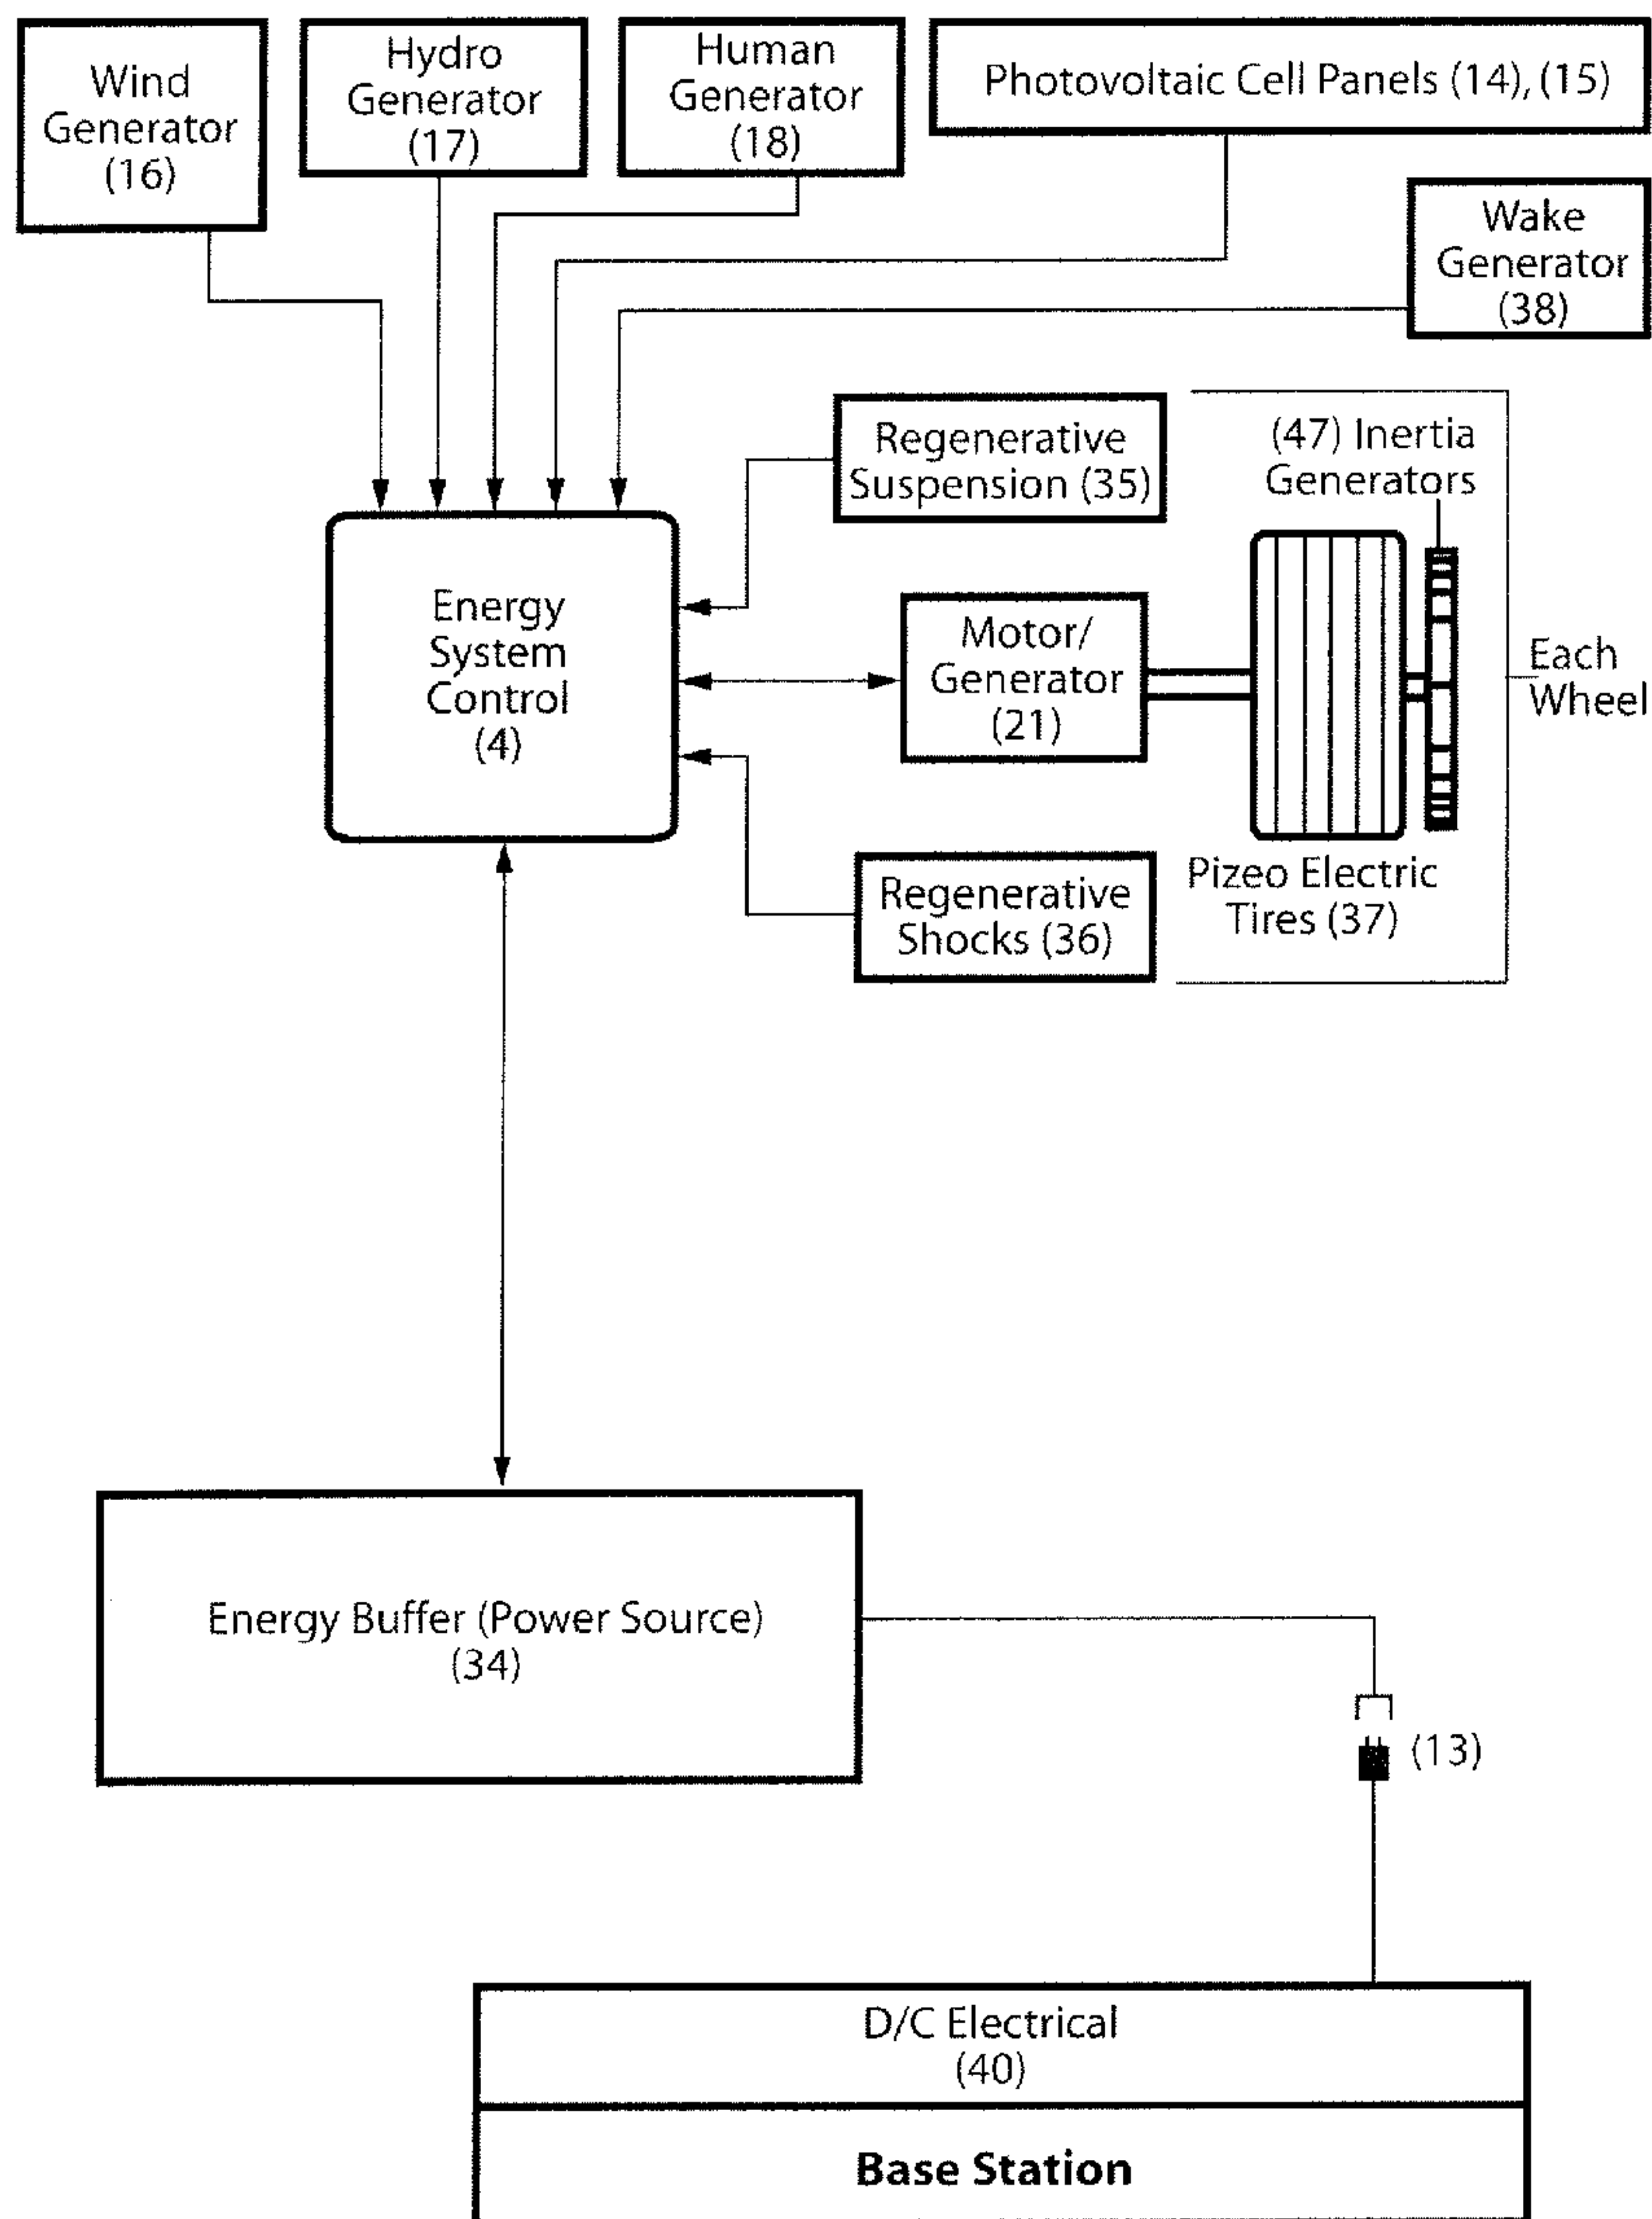 Wind
Generator
(16)
Hydro
Generator
(17)
Human
Generator
(18)
Photovoltaic Cell Panels (14), (15)
Wake
Generator
(38)
Regenerative
Suspension (35)
(47) Inertia
Generators
Energy
System
Control
(4)
Motor/
Generator
(21)
Each
Wheel
Regenerative
Shocks (36)
Pizeo Electric
Tires (37)
Energy Buffer (Power Source)
(34)
(13)
D/C Electrical
(40)
Base Station